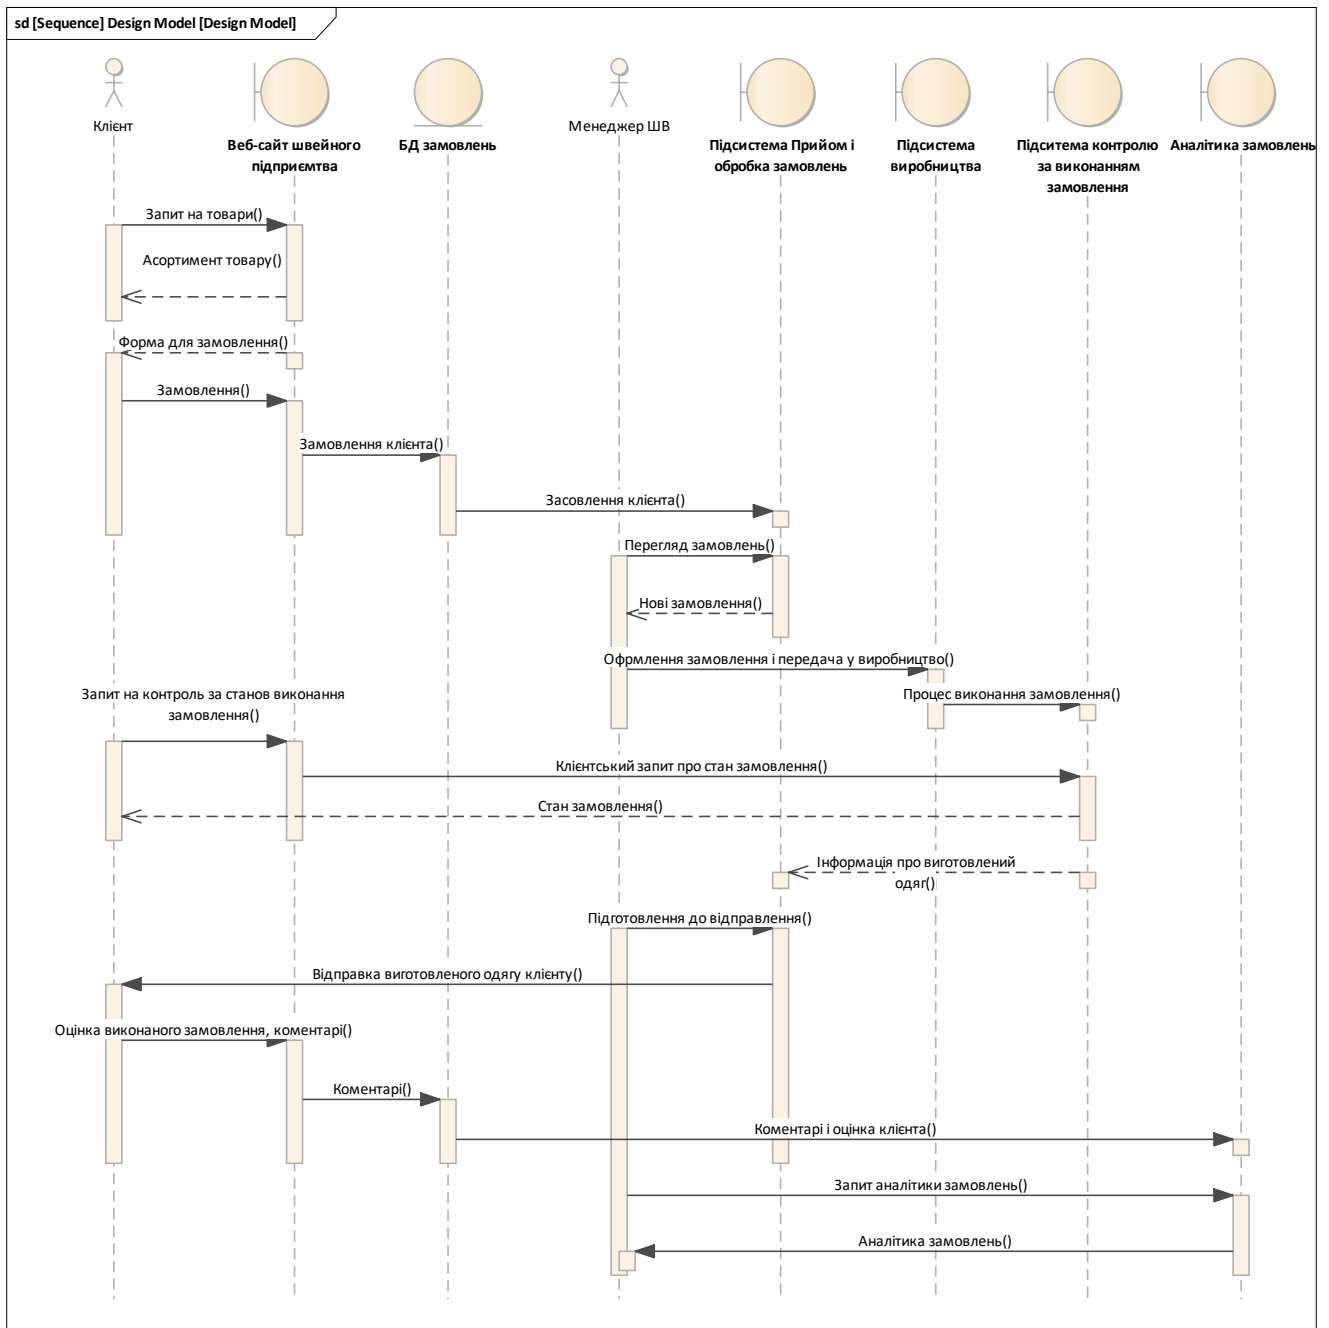 sd [Sequence] Design Model [Design Model]
Клієнт
Веб-сайт швейного
підприємтва
БД замовлень
Менеджер ШВ
Підсистема Прийом і
обробка замовлень
Підсистема
виробництва
Підситема контролю
за виконанням
замовлення
Аналітика замовлень
Запит на товари()
Асортимент товару()
Форма для замовлення()
Замовлення()
Замовлення клієнта()
Засовлення клієнта()
Перегляд замовлень()
Нові замовлення()
Офрмлення замовлення і передача у виробництво()
Процес виконання замовлення()
Запит на контроль за станов виконання
замовлення()
Клієнтський запит про стан замовлення()
Стан замовлення()
Інформація про виготовлений
одяг()
Підготовлення до відправлення()
Відправка виготовленого одягу клієнту()
Оцінка виконаного замовлення, коментарі()
Коментарі()
Коментарі і оцінка клієнта()
Запит аналітики замовлень()
Аналітика замовлень()